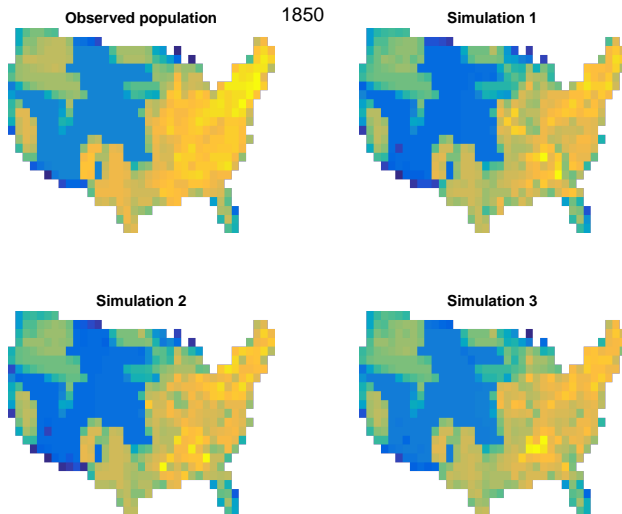 Observed population
1850
Simulation 1
Simulation 2
Simulation 3